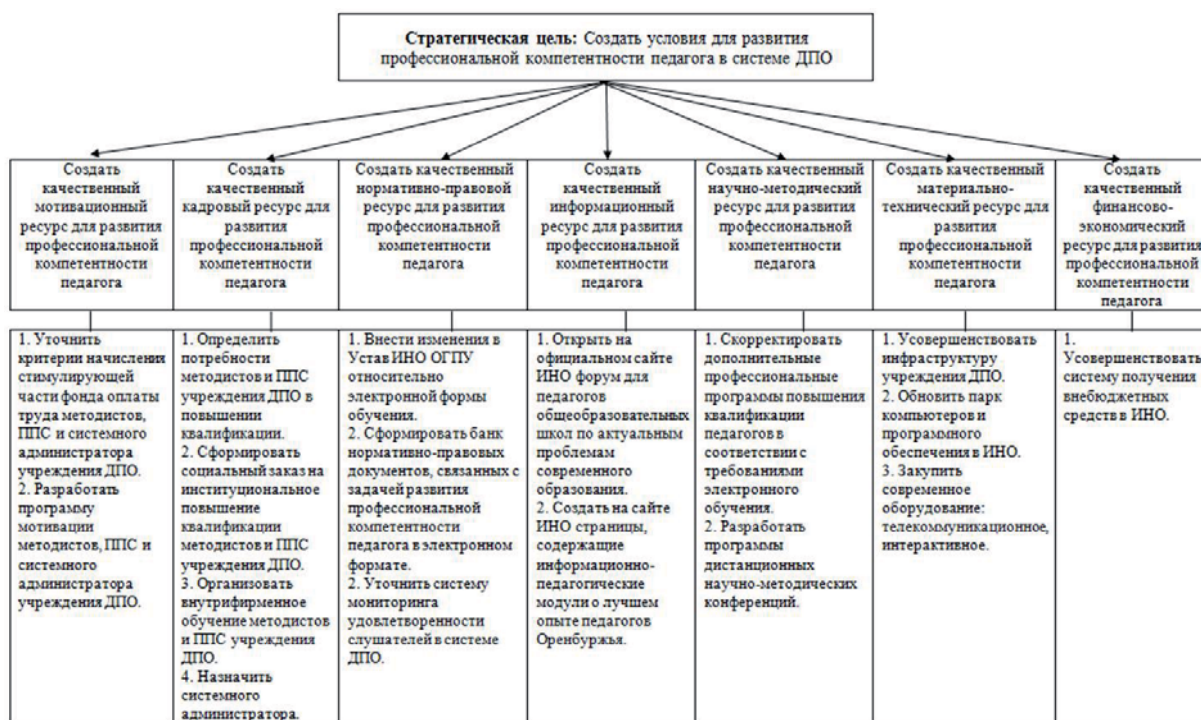 Стратегическая цель: Создать условия для развития
профессиональной компетентности педагога в системе ДПО
Создать
качественный
мотивационный
ресурс для развития
профессиональной
компетентности
педагога
Создать
качественный
кадровый ресурс для
развития
профессиональной
компетентности
педагога
Создать качественный
нормативно-правовой
ресурс для развития
профессиональной
компетентности
педагога
Создать
качественный
информационный
ресурс для развития
профессиональной
компетентности
педагога
Создать качественный
научно-методический
ресурс для развития
профессиональной
компетентности
педагога
Создать качественный
материально-
технический ресурс для
развития
профессиональной
компетентности
педагога
Создать качественный
финансово-
экономический
ресурс для развития
профессиональной
компетентности
педагога
1. Уточнить
критерии начисления
стимулирующей
части фонда оплаты
труда методистов,
ППС и системного
администратора
учреждения ДПО.
2. Разработать
программу
мотивации
методистов, ППС и
системного
администратора
учреждения ДПО.
1. Определить
потребности
методистов и ППС
учреждения ДПО в
повышении
квалификации.
2. Сформировать
социальный заказ на
институциональное
повышение
квалификации
методистов и ППС
учреждения ДПО.
3. Организовать
внутрифирменное
обучение методистов
и ППС учреждения
ДПО.
4. Назначить
системного
администратора.
1. Внести изменения в
Устав ИНО ОГПУ
относительно
электронной формы
обучения.
2. Сформировать банк
нормативно-правовых
документов, связанных с
задачей развития
профессиональной
компетентности
педагога в электронном
формате.
2. Уточнить систему
мониторинга
удовлетворенности
слушателей в системе
ДПО.
1. Открыть на
официальном сайте
ИНО форум для
педагогов
общеобразовательных
школ по актуальным
проблемам
современного
образования.
2. Создать на сайте
ИНО страницы,
содержащие
информационно-
педагогические
модули о лучшем
опыте педагогов
Оренбуржья.
1. Скорректировать
дополнительные
профессиональные
программы повышения
квалификации
педагогов в
соответствии с
требованиями
электронного
обучения.
2. Разработать
программы
дистанционных
научно-методических
конференций.
1. Усовершенствовать
инфраструктуру
учреждения ДПО.
2. Обновить парк
компьютеров и
программного
обеспечения в ИНО.
3. Закупить
современное
оборудование:
телекоммуникационное,
интерактивное.
1.
Усовершенствовать
систему получения
внебюджетных
средств в ИНО.